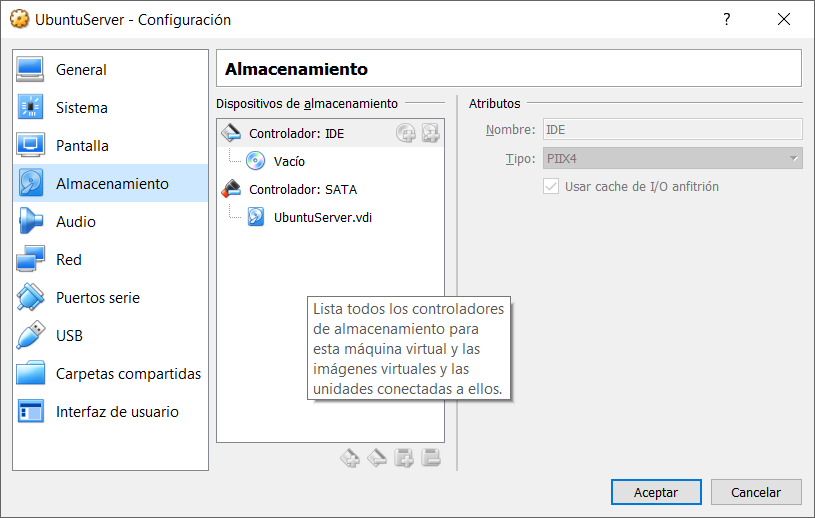 UbuntuServer - Configuración
?
General
Sistema
Pantalla
Almacenamiento
Audio
Red
Puertos serie
USB
Carpetas compartidas
Interfaz de usuario
Almacenamiento
Dispositivos de almacenamiento
Controlador: IDE
Vacío
Controlador: SATA
UbuntuServer.vdi
Lista todos los controladores
de almacenamiento para
esta máquina virtual y las
imágenes virtuales y las
unidades conectadas a ellos.
Atributos
Nombre: IDE
Tipo: PIIX4
Usar cache de I/O anfitrión
Aceptar
Cancelar